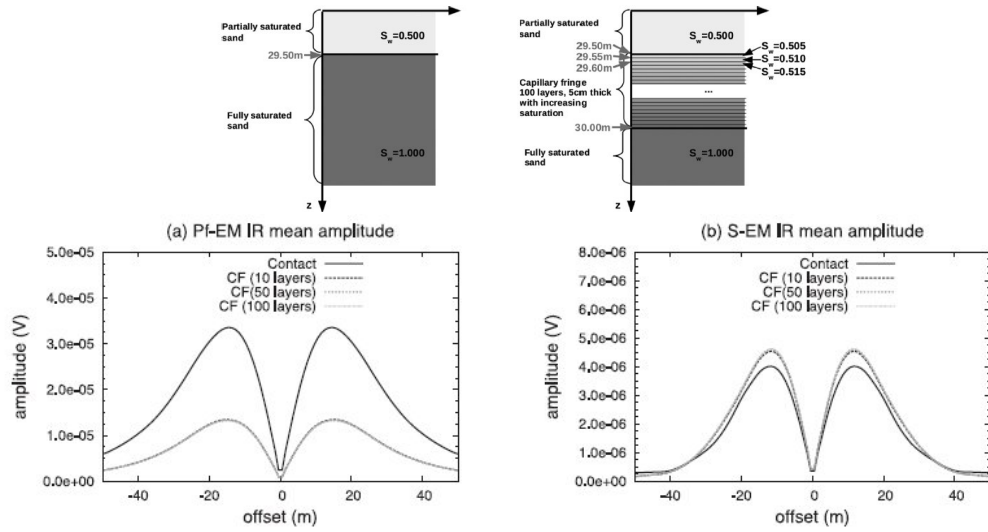 Partially saturated
sand
S_w=0.500
29.50m
Fully saturated
sand
S_w=1.000
z
Partially saturated
sand
S_w=0.500
29.50m
29.55m
29.60m
S_w=0.505
S_w=0.510
S_w=0.515
Capillary fringe
100 layers, 5cm thick
with increasing
saturation
...
30.00m
Fully saturated
sand
S_w=1.000
z
(a) Pf-EM IR mean amplitude
5.0e-05
4.0e-05
3.0e-05
2.0e-05
1.0e-05
0.0e+00
amplitude (V)
Contact
CF (10 layers)
CF(50 layers)
CF (100 layers)
-40 -20 0 20 40
offset (m)
(b) S-EM IR mean amplitude
8.0e-06
7.0e-06
6.0e-06
5.0e-06
4.0e-06
3.0e-06
2.0e-06
1.0e-06
0.0e+00
amplitude (V)
Contact
CF (10 layers)
CF(50 layers)
CF (100 layers)
-40 -20 0 20 40
offset (m)